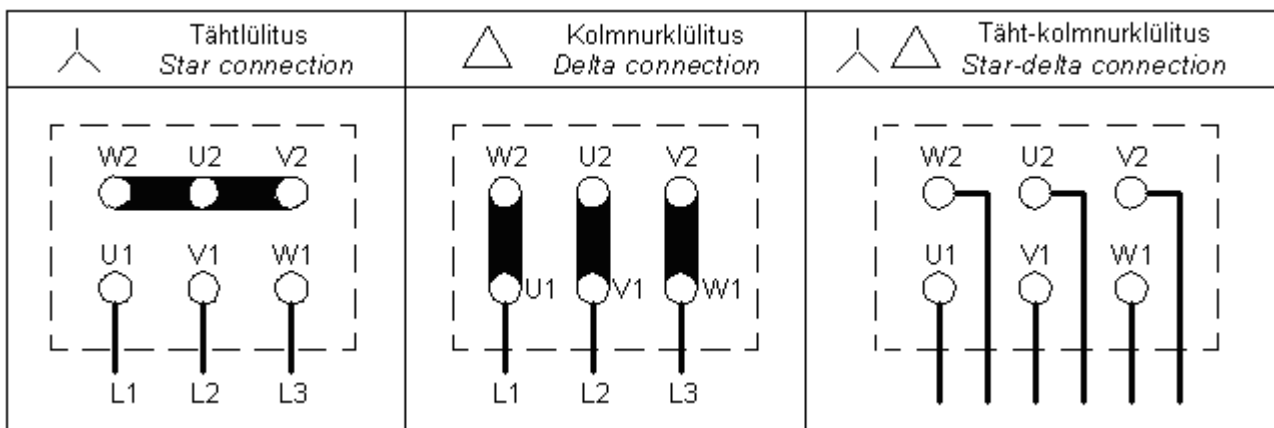 Tähtlülitus
Star connection
Kolmnurklülitus
Delta connection
Täht-kolmnurklülitus
Star-delta connection
W2 U2 V2
U1 V1 W1
L1 L2 L3
W2 U2 V2
U1 V1 W1
L1 L2 L3
W2 U2 V2
U1 V1 W1